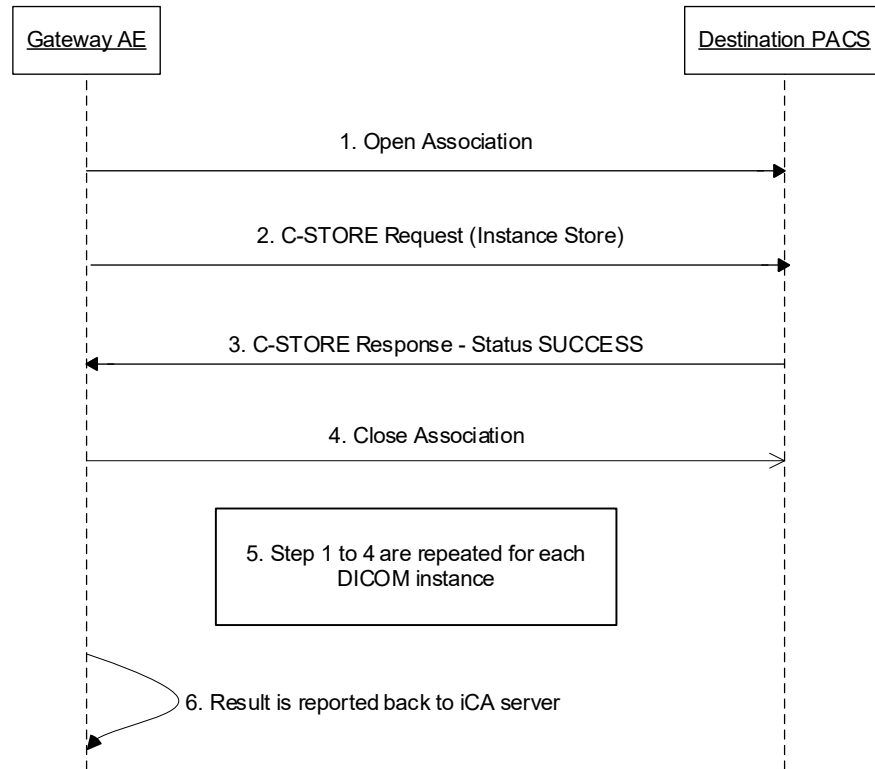 Gateway AE
Destination PACS
1. Open Association
2. C-STORE Request (Instance Store)
3. C-STORE Response - Status SUCCESS
4. Close Association
5. Step 1 to 4 are repeated for each
DICOM instance
6. Result is reported back to iCA server